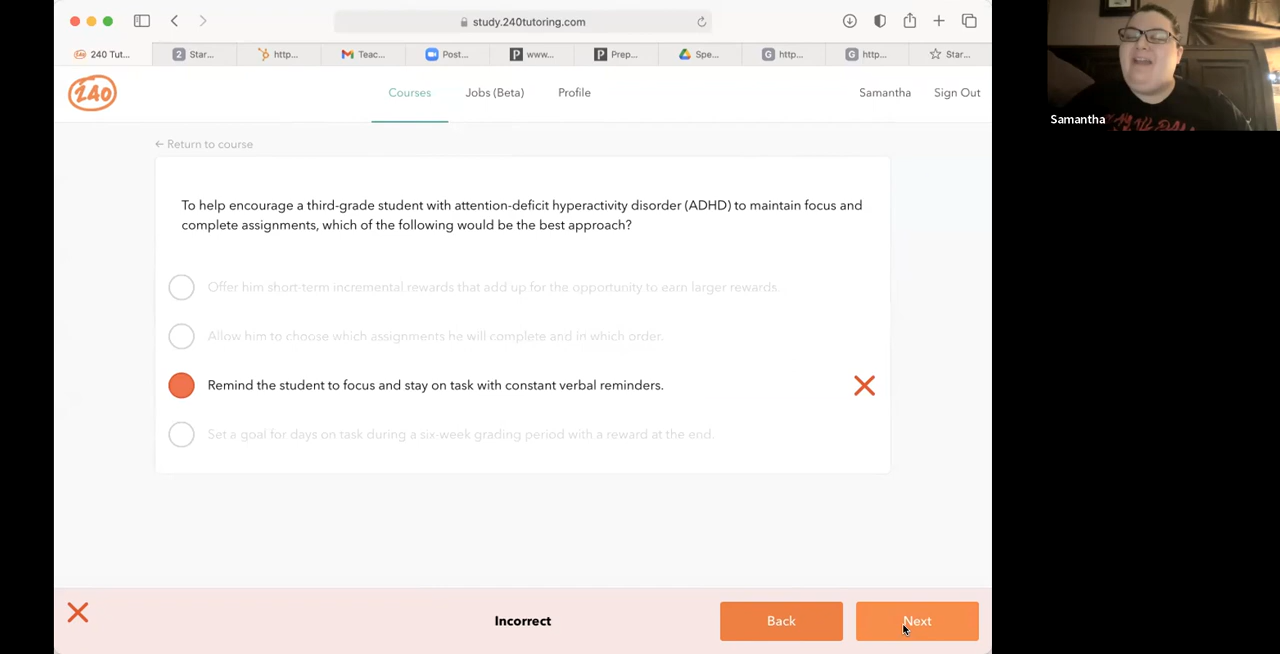 study.240tutoring.com
240 Tut...
2 Star...
http...
Teac...
Post...
P www...
P Prep...
Spe...
G http...
G http...
Star...
240
Courses
Jobs (Beta)
Profile
Samantha
Sign Out
Samantha
← Return to course
To help encourage a third-grade student with attention-deficit hyperactivity disorder (ADHD) to maintain focus and
complete assignments, which of the following would be the best approach?
Offer him short-term incremental rewards that add up for the opportunity to earn larger rewards.
Allow him to choose which assignments he will complete and in which order.
Remind the student to focus and stay on task with constant verbal reminders.
Set a goal for days on task during a six-week grading period with a reward at the end.
Incorrect
Back
Next